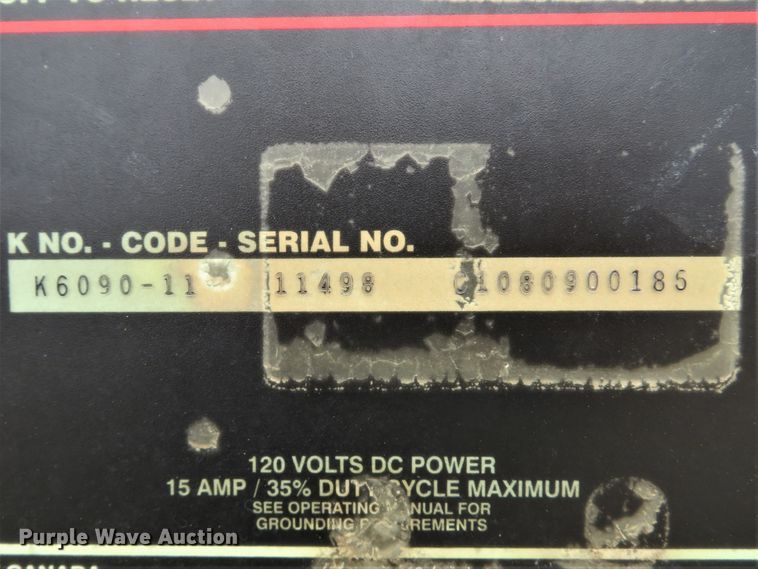 K NO. - CODE - SERIAL NO.
K6090-11 11498 C1080900186
120 VOLTS DC POWER
15 AMP / 35% DUTY CYCLE MAXIMUM
SEE OPERATING MANUAL FOR
GROUNDING REQUIREMENTS
Purple Wave Auction
CANADA